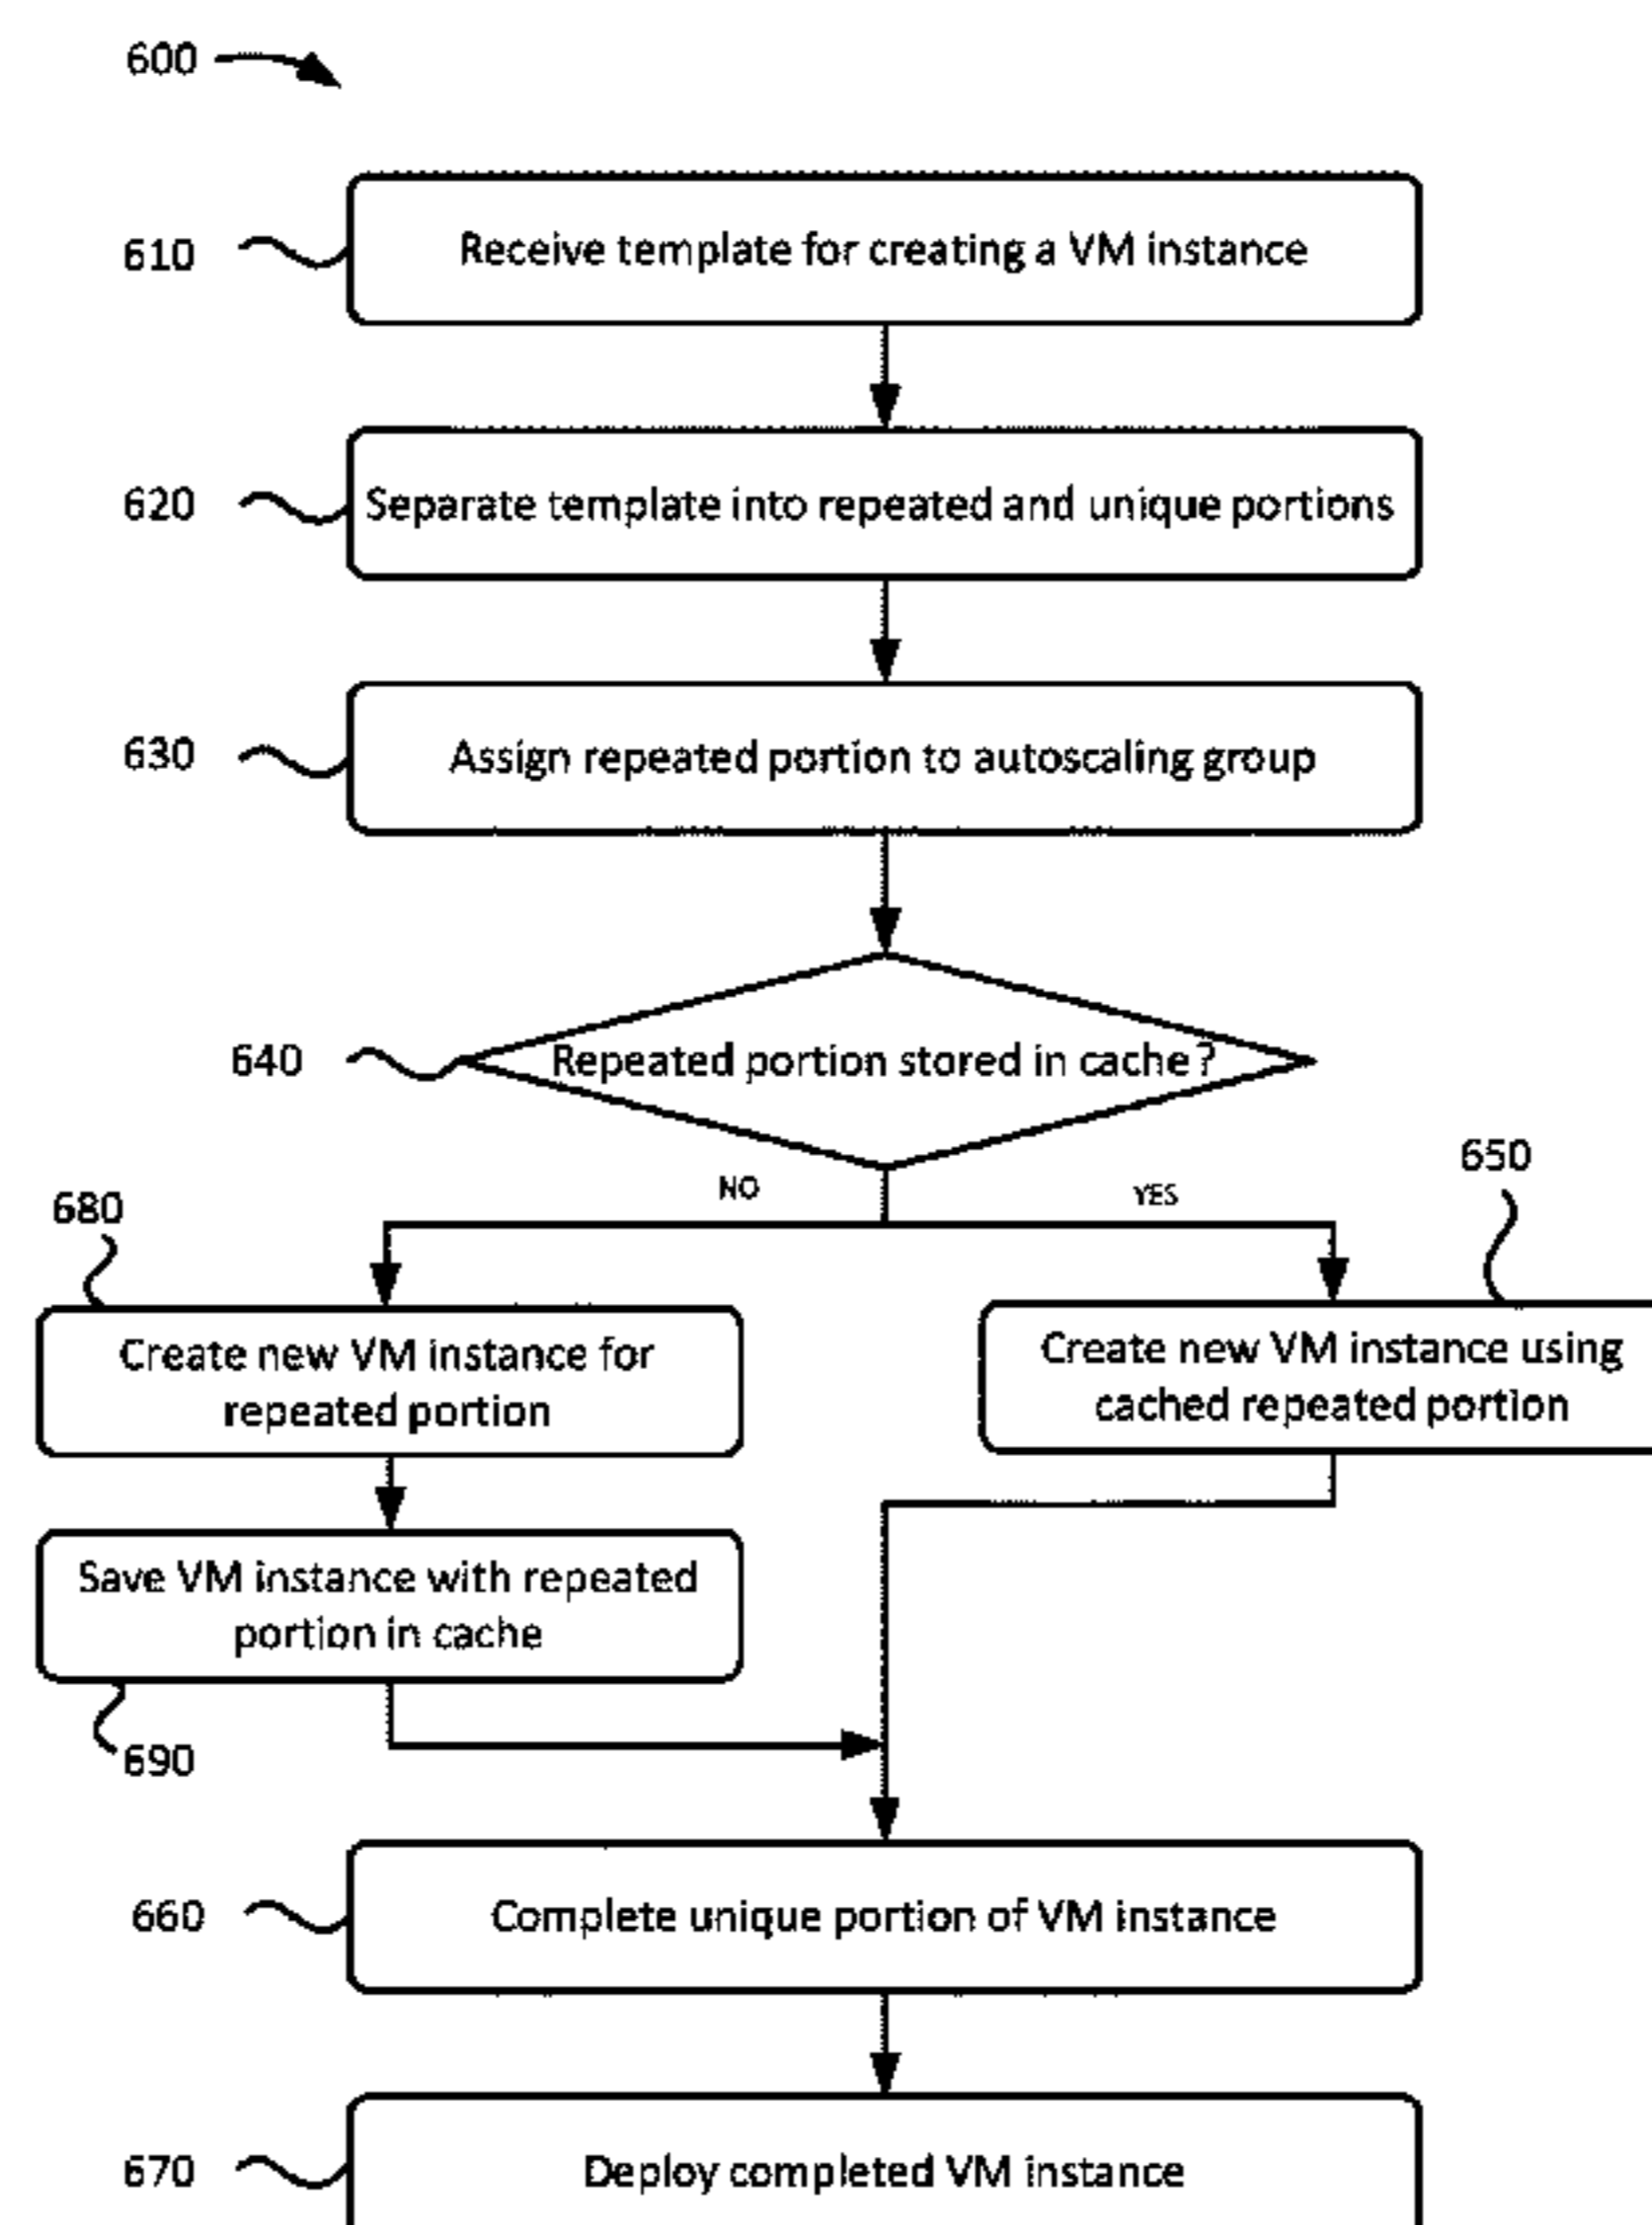 600
610
Receive template for creating a VM instance
620
Separate template into repeated and unique portions
630
Assign repeated portion to autoscaling group
640
Repeated portion stored in cache?
NO
YES
650
680
Create new VM instance for
repeated portion
Create new VM instance using
cached repeated portion
Save VM instance with repeated
portion in cache
690
660
Complete unique portion of VM instance
670
Deploy completed VM instance